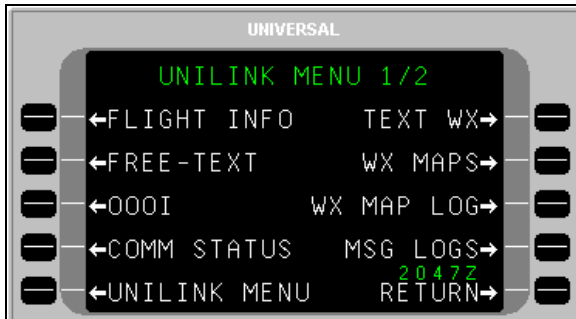 UNIVERSAL
UNILINK MENU 1/2
←FLIGHT INFO TEXT WX→
←FREE-TEXT WX MAPS→
←OOOI WX MAP LOG→
←COMM STATUS MSG LOGS→
2047Z
←UNILINK MENU RETURN→